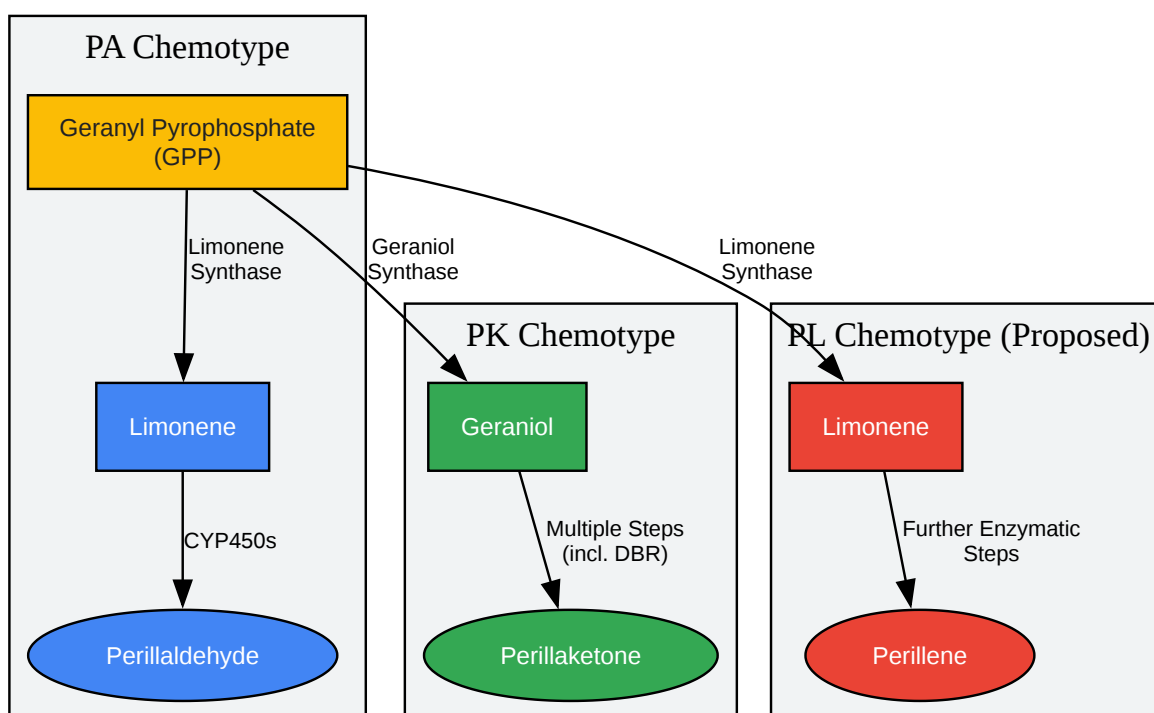 PA Chemotype
Geranyl Pyrophosphate
(GPP)
Limonene
Synthase
Geraniol
Synthase
Limonene
Synthase
PK Chemotype
PL Chemotype (Proposed)
Limonene
Geraniol
Limonene
CYP450s
Multiple Steps
(incl. DBR)
Further Enzymatic
Steps
Perillaldehyde
Perillaketone
Perillene